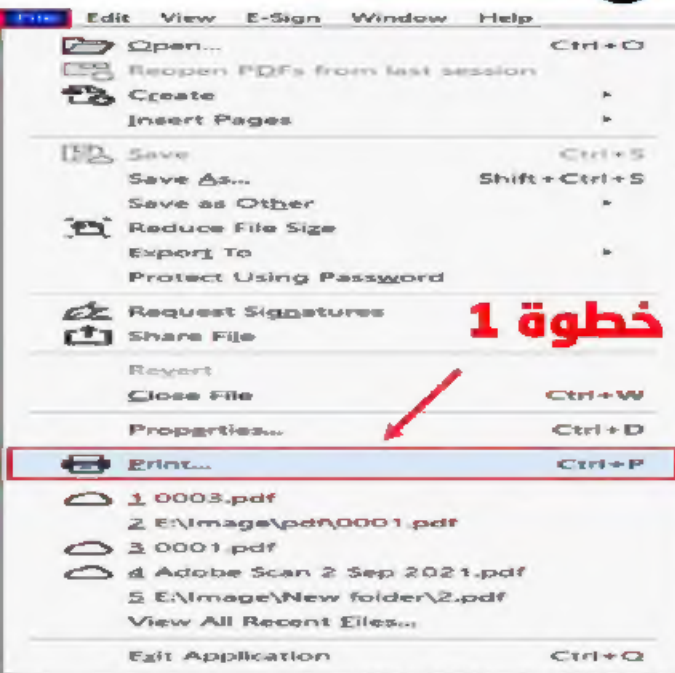 File Edit View E-Sign Window Help
Open... Ctrl+O
Reopen PDFs from last session
Create
Insert Pages
Save Ctrl+S
Save As... Shift+Ctrl+S
Save as Other
Reduce File Size
Export To
Protect Using Password
Request Signatures
خطوة 1
Share File
Revert
Close File Ctrl+W
Properties... Ctrl+D
Print... Ctrl+P
1 0003.pdf
2 E:\Image\pdf\0001.pdf
3 0001.pdf
4 Adobe Scan 2 Sep 2021.pdf
5 E:\Image\New folder\2.pdf
View All Recent Files...
Exit Application Ctrl+Q